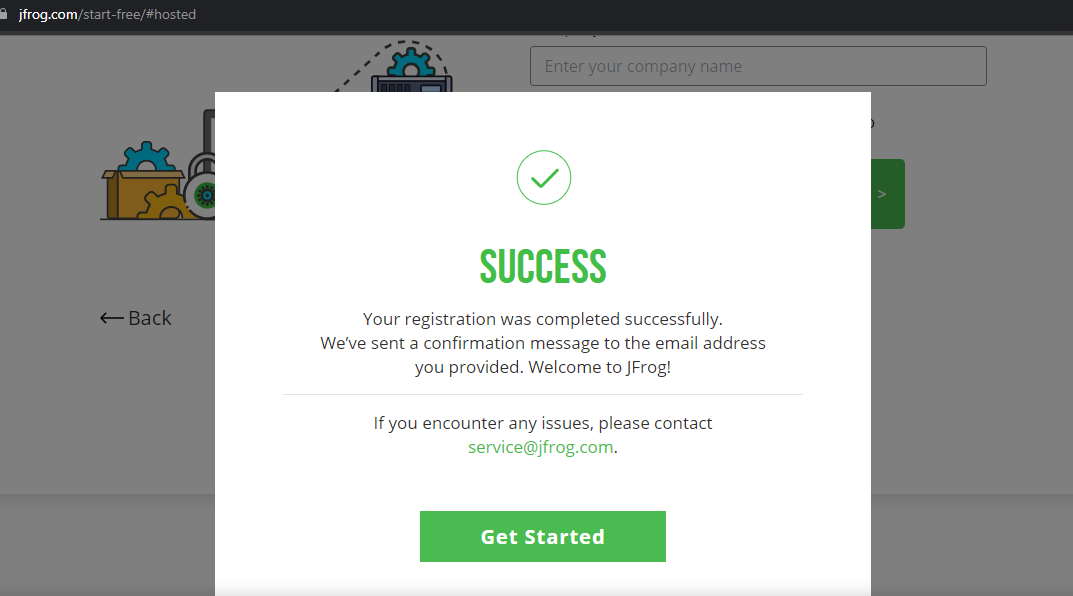 jfrog.com/start-free/#hosted
Enter your company name
>
Back
SUCCESS
Your registration was completed successfully.
We've sent a confirmation message to the email address
you provided. Welcome to JFrog!
If you encounter any issues, please contact
service@jfrog.com.
Get Started